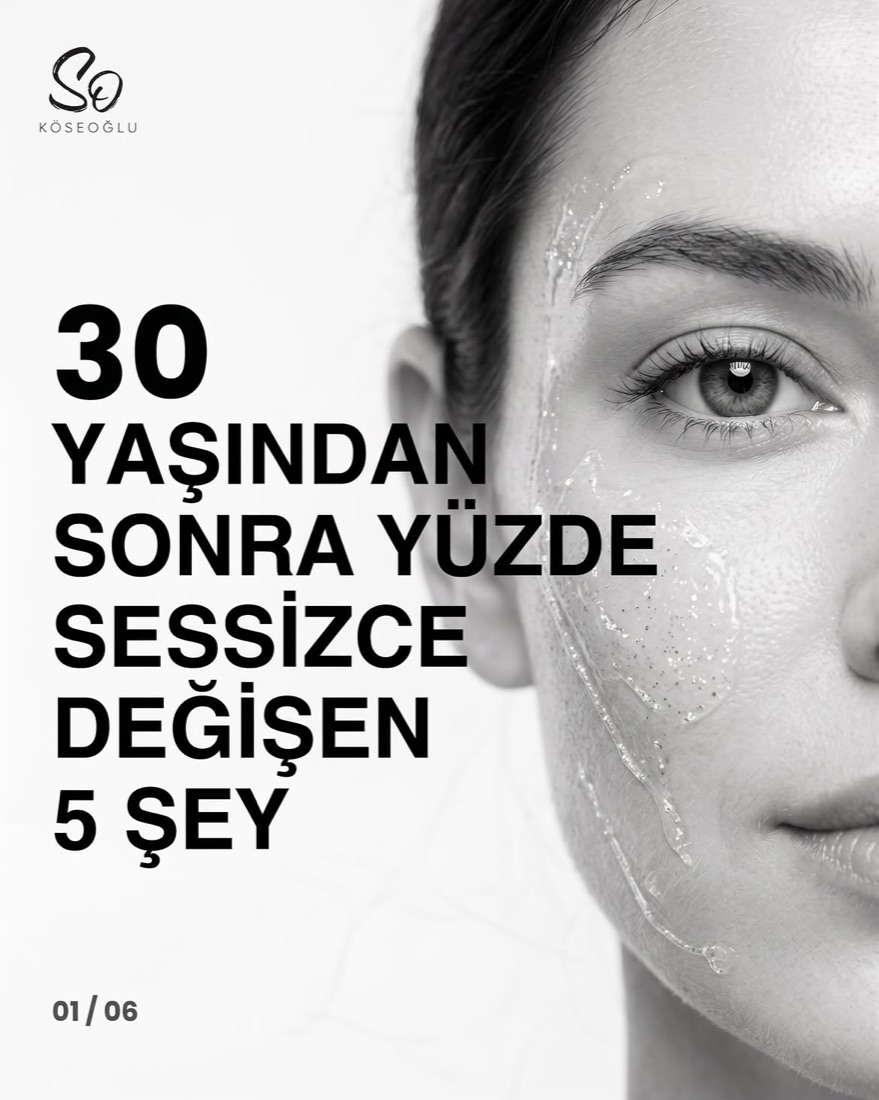 So
KÖSEOĞLU
30
YAŞINDAN
SONRA YÜZDE
SESSİZCE
DEĞİŞEN
5 ŞEY
01 / 06